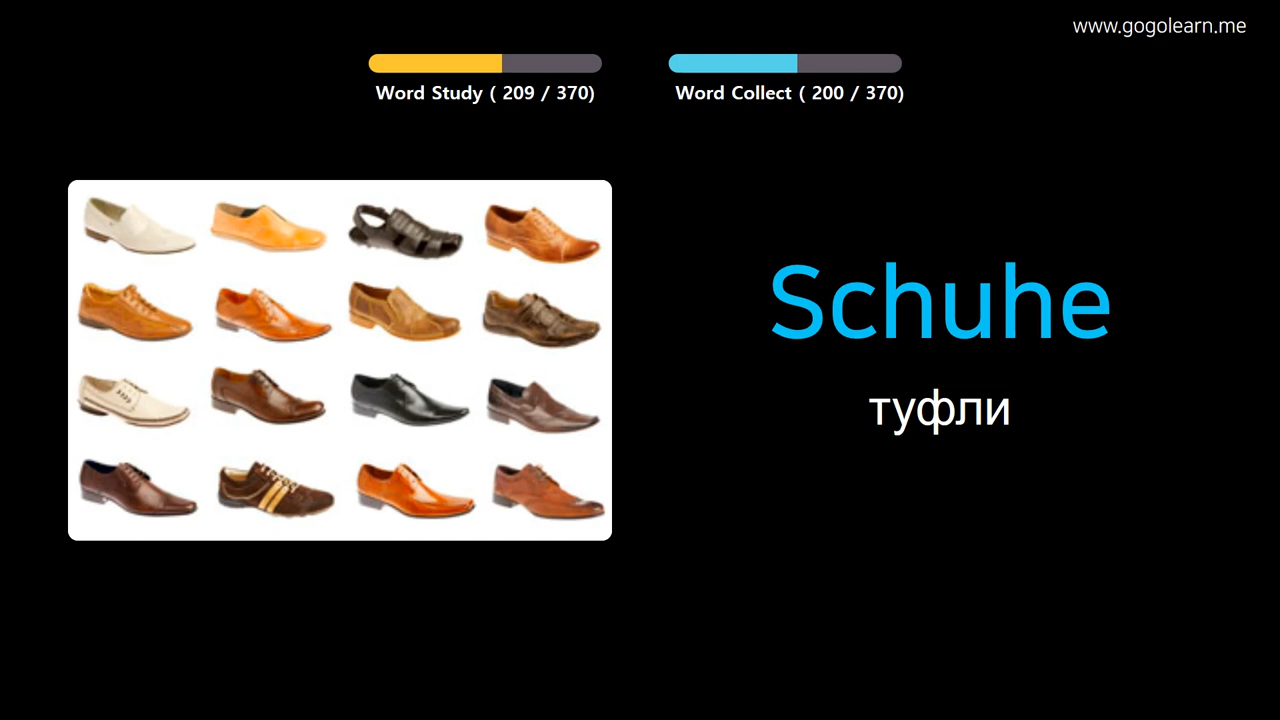 www.gogolearn.me
Word Study ( 209 / 370)
Word Collect ( 200 / 370)
Schuhe
туфли